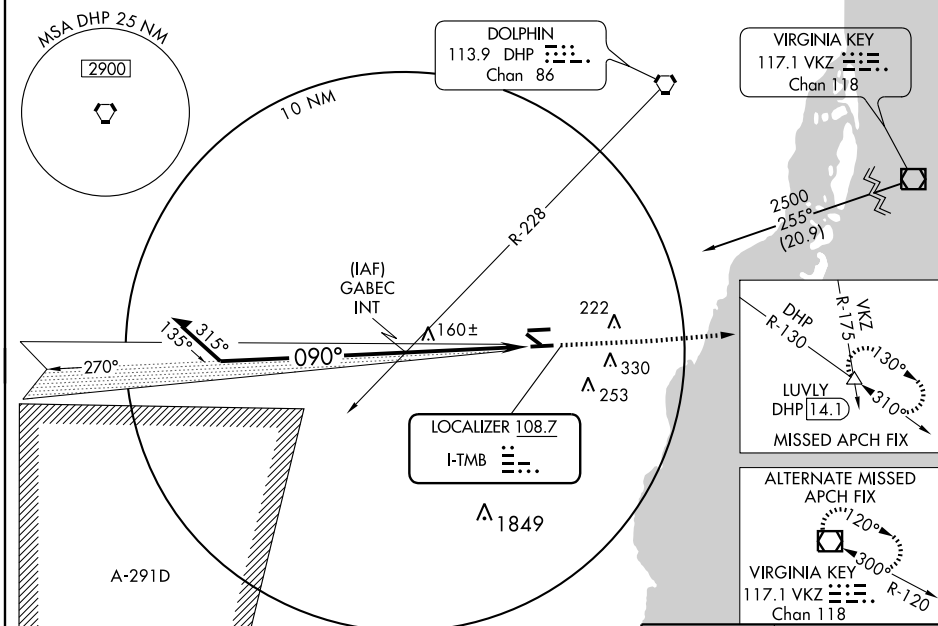 MSA DHP 25 NM
2900
DOLPHIN
113.9 DHP
Chan 86
VIRGINIA KEY
117.1 VKZ
Chan 118
10 NM
R-228
2500
255°
(20.9)
(IAF)
GABEC
INT
160±
222
330
253
315°
135°
090°
270°
LOCALIZER 108.7
I-TMB
1849
A-291D
DHP
R-130
VKZ
R-175
130°
310°
LUVLY
DHP 14.1
MISSED APCH FIX
ALTERNATE MISSED
APCH FIX
120°
300°
R-120
VIRGINIA KEY
117.1 VKZ
Chan 118